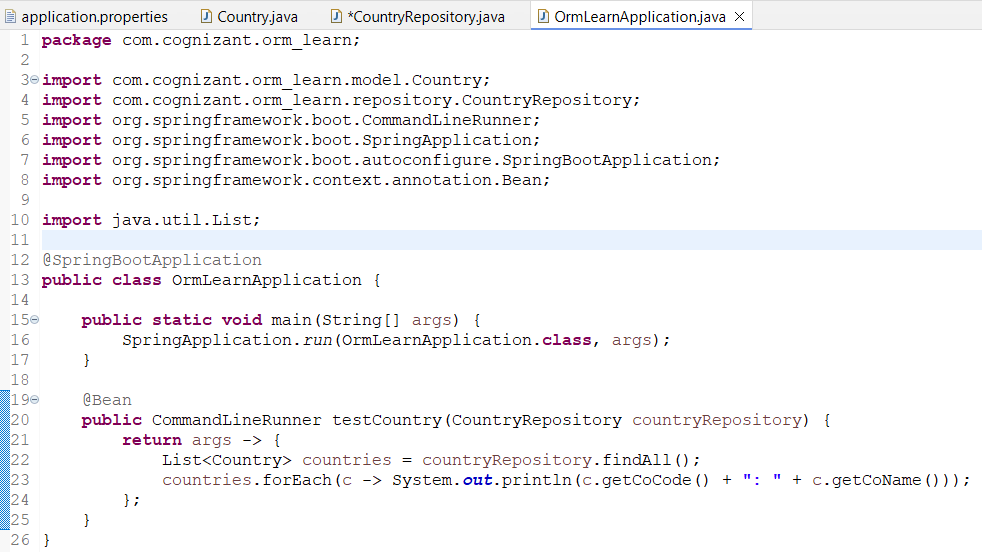 application.properties Country.java *CountryRepository.java OrmLearnApplication.java
1 package com.cognizant.orm_learn;
2
3 import com.cognizant.orm_learn.model.Country;
4 import com.cognizant.orm_learn.repository.CountryRepository;
5 import org.springframework.boot.CommandLineRunner;
6 import org.springframework.boot.SpringApplication;
7 import org.springframework.boot.autoconfigure.SpringBootApplication;
8 import org.springframework.context.annotation.Bean;
9
10 import java.util.List;
11
12 @SpringBootApplication
13 public class OrmLearnApplication {
14
15     public static void main(String[] args) {
16         SpringApplication.run(OrmLearnApplication.class, args);
17     }
18
19     @Bean
20     public CommandLineRunner testCountry(CountryRepository countryRepository) {
21         return args -> {
22             List<Country> countries = countryRepository.findAll();
23             countries.forEach(c -> System.out.println(c.getCoCode() + ": " + c.getCoName()));
24         };
25     }
26 }